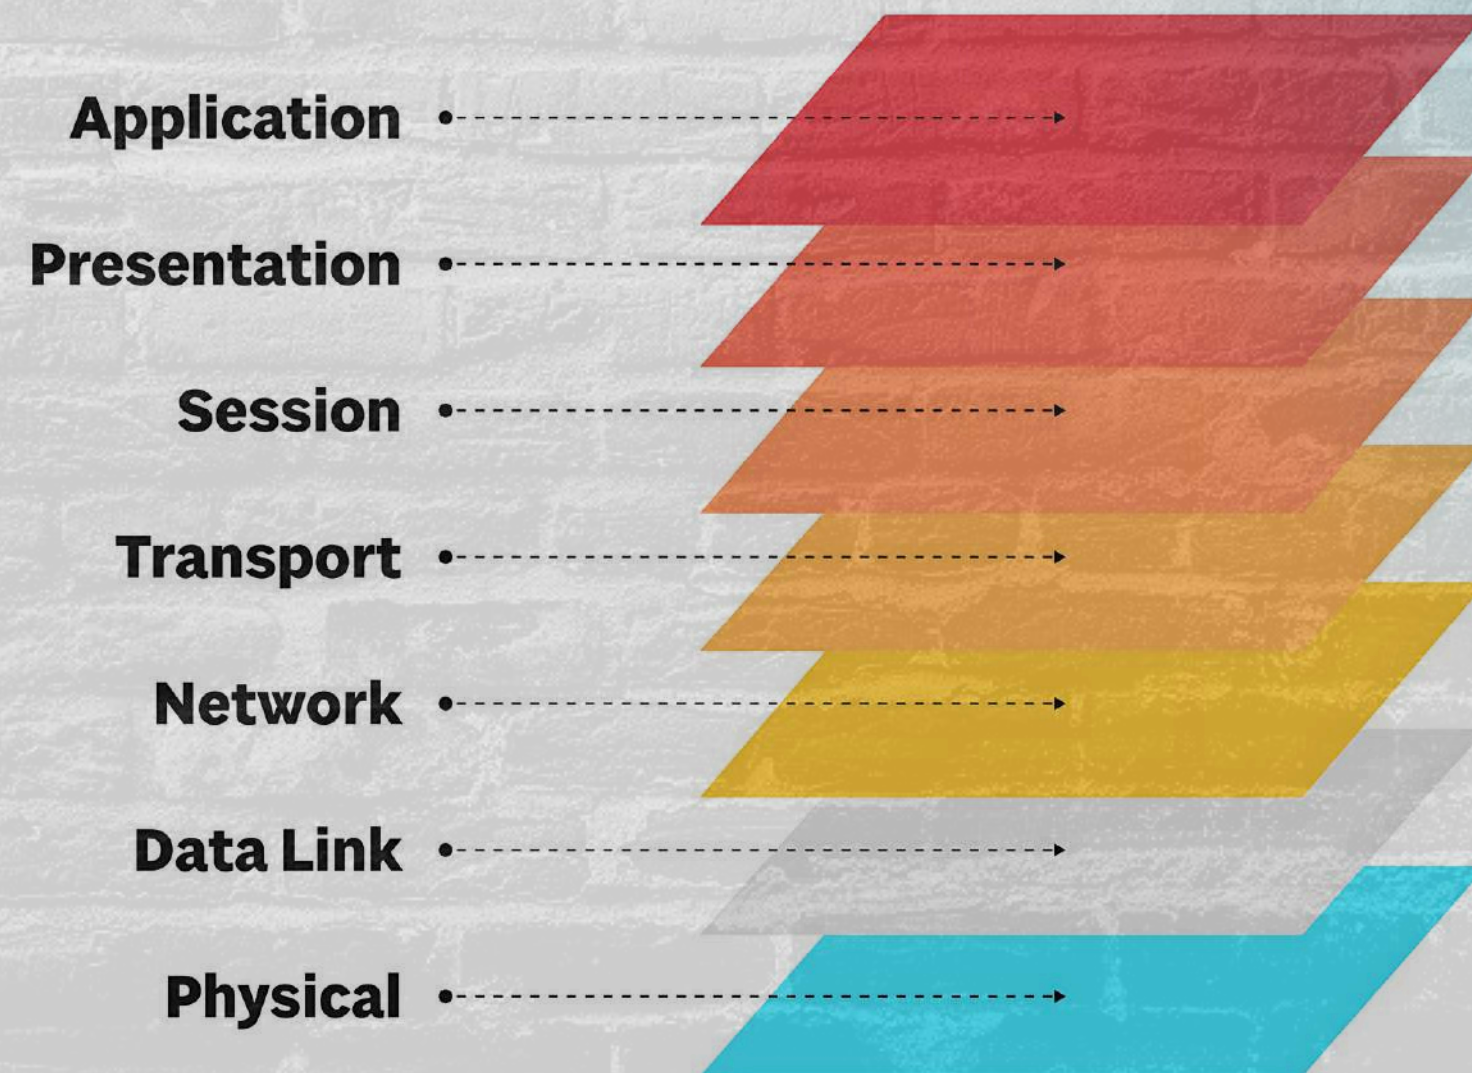 Application
Presentation
Session
Transport
Network
Data Link
Physical